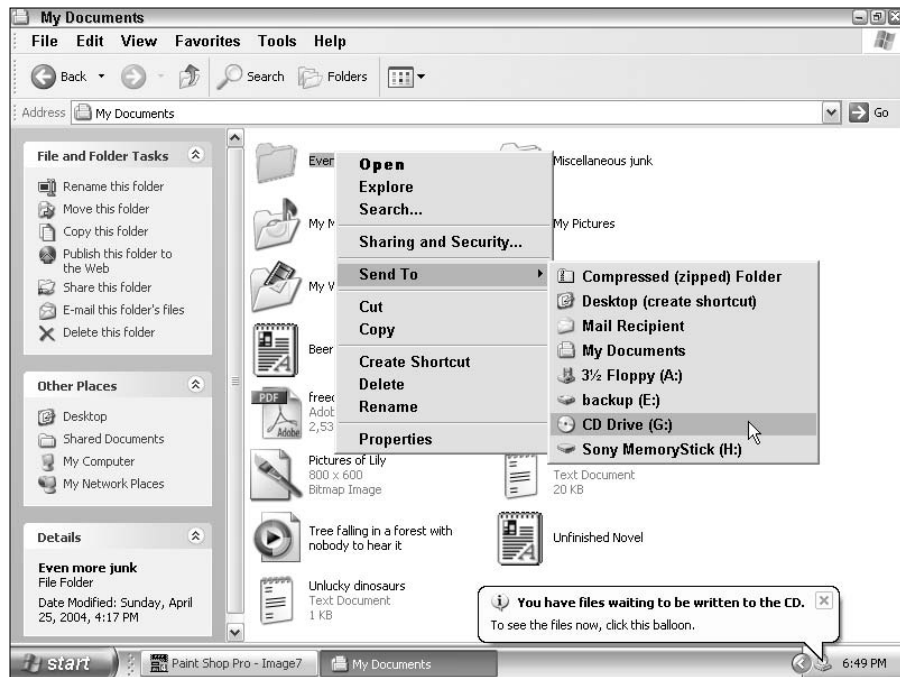 My Documents
File Edit View Favorites Tools Help
Back Search Folders
Address My Documents Go
File and Folder Tasks
Rename this folder
Move this folder
Copy this folder
Publish this folder to
the Web
Share this folder
E-mail this folder's files
Delete this folder
Other Places
Desktop
Shared Documents
My Computer
My Network Places
Details
Even more junk
File Folder
Date Modified: Sunday, April
25, 2004, 4:17 PM
Miscellaneous junk
My Pictures
Beer
PDF
Adobe
Pictures of Lily
800 x 600
Bitmap Image
Text Document
20 KB
Tree falling in a forest with
nobody to hear it
Unfinished Novel
Unlucky dinosaurs
Text Document
1 KB
Open
Explore
Search...
Sharing and Security...
Send To
Cut
Copy
Create Shortcut
Delete
Rename
Properties
Compressed (zipped) Folder
Desktop (create shortcut)
Mail Recipient
My Documents
3½ Floppy (A:)
backup (E:)
CD Drive (G:)
Sony MemoryStick (H:)
You have files waiting to be written to the CD.
To see the files now, click this balloon.
start Paint Shop Pro - Image7 My Documents 6:49 PM